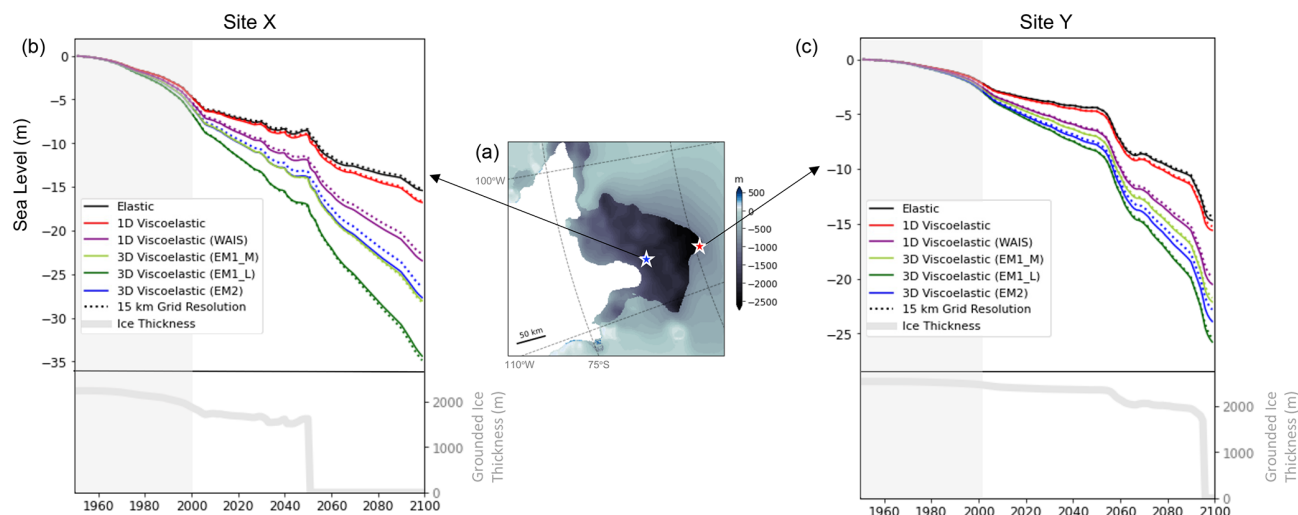 Site X
(b)
Sea Level (m)
0
−5
−10
−15
−20
−25
−30
−35
Elastic
1D Viscoelastic
1D Viscoelastic (WAIS)
3D Viscoelastic (EM1_M)
3D Viscoelastic (EM1_L)
3D Viscoelastic (EM2)
15 km Grid Resolution
Ice Thickness
2000
1000
0
Grounded Ice
Thickness (m)
1960
1980
2000
2020
2040
2060
2080
2100
(a)
100°W
110°W
75°S
50 km
m
500
0
−500
−1000
−1500
−2000
−2500
Site Y
(c)
0
−5
−10
−15
−20
−25
Elastic
1D Viscoelastic
1D Viscoelastic (WAIS)
3D Viscoelastic (EM1_M)
3D Viscoelastic (EM1_L)
3D Viscoelastic (EM2)
15 km Grid Resolution
Ice Thickness
2000
1000
0
Grounded Ice
Thickness (m)
1960
1980
2000
2020
2040
2060
2080
2100